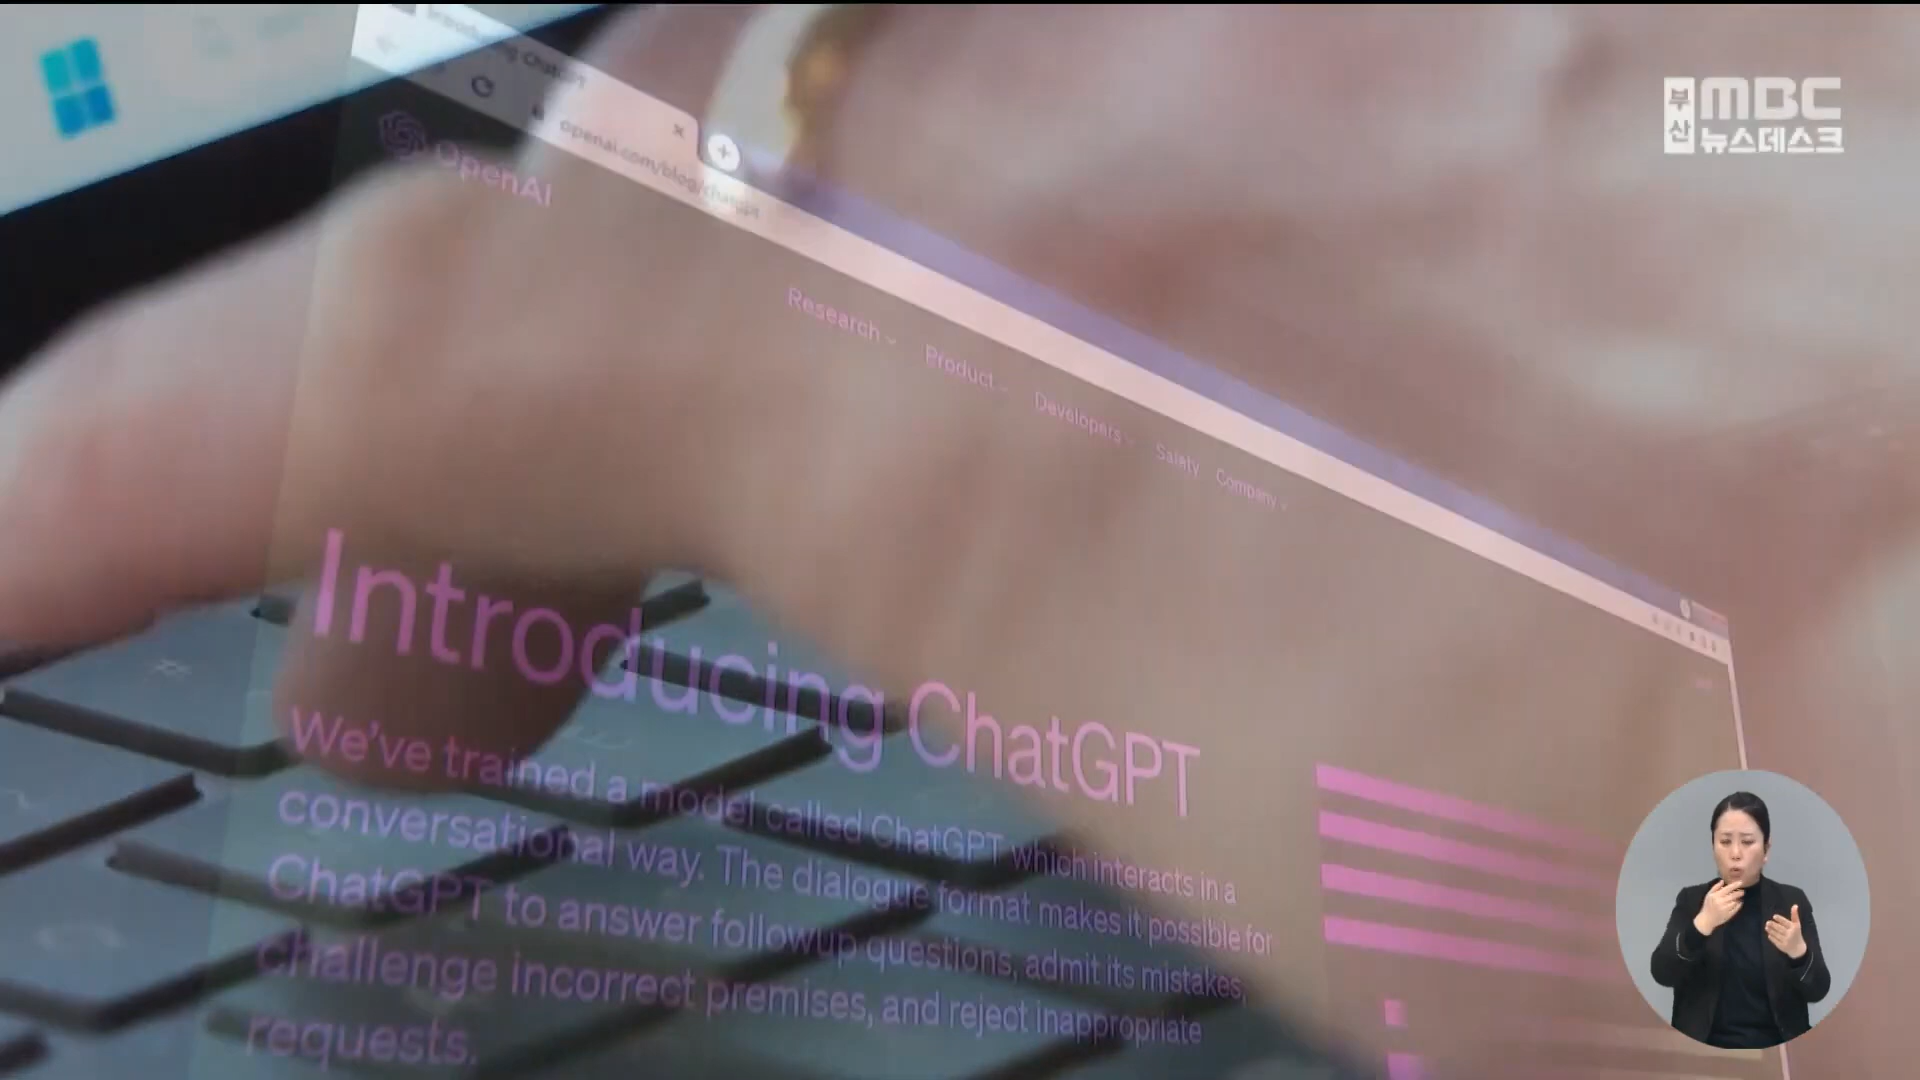 Introducing ChatGPT
openai.com/blog/chatgpt
OpenAI
부산 MBC
뉴스데스크
Research
Product
Developers
Safety
Company
Introducing ChatGPT
We've trained a model called ChatGPT which interacts in a
conversational way. The dialogue format makes it possible for
ChatGPT to answer followup questions, admit its mistakes,
challenge incorrect premises, and reject inappropriate
requests.